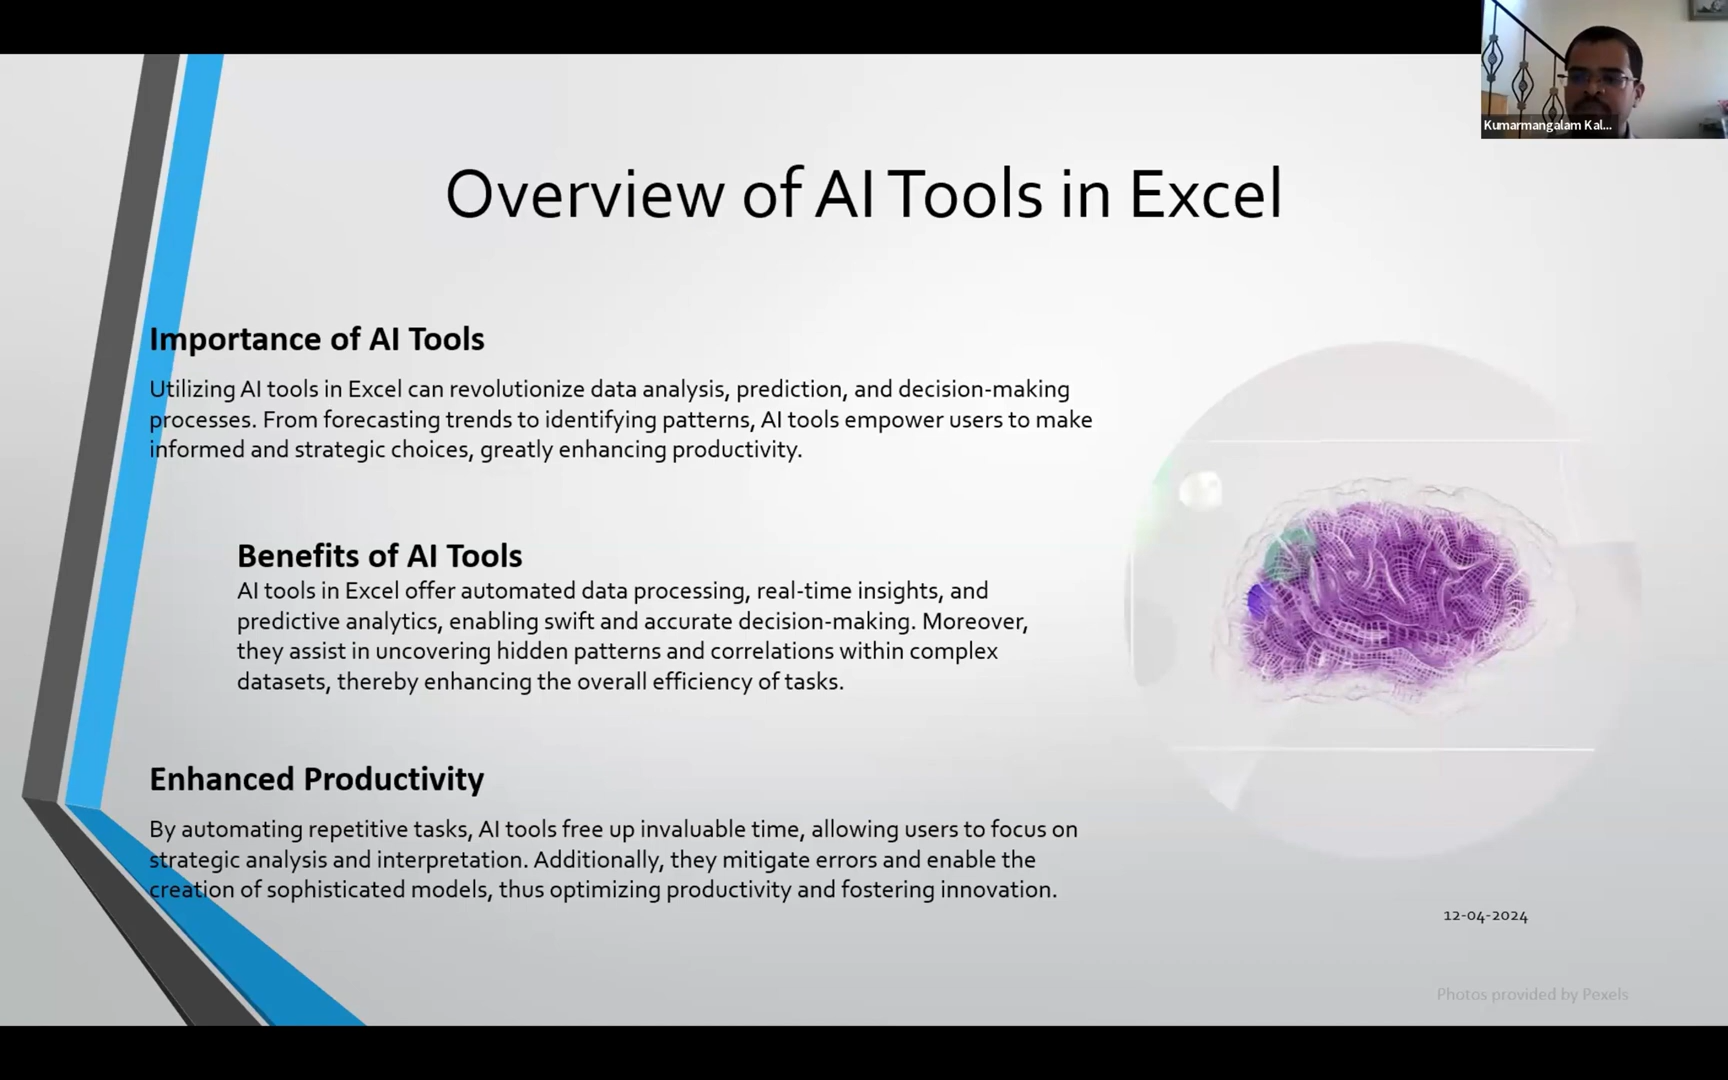 Kumarmangalam Kal...
Overview of AI Tools in Excel
Importance of AI Tools
Utilizing AI tools in Excel can revolutionize data analysis, prediction, and decision-making
processes. From forecasting trends to identifying patterns, AI tools empower users to make
informed and strategic choices, greatly enhancing productivity.
Benefits of AI Tools
AI tools in Excel offer automated data processing, real-time insights, and
predictive analytics, enabling swift and accurate decision-making. Moreover,
they assist in uncovering hidden patterns and correlations within complex
datasets, thereby enhancing the overall efficiency of tasks.
Enhanced Productivity
By automating repetitive tasks, AI tools free up invaluable time, allowing users to focus on
strategic analysis and interpretation. Additionally, they mitigate errors and enable the
creation of sophisticated models, thus optimizing productivity and fostering innovation.
12-04-2024
Photos provided by Pexels